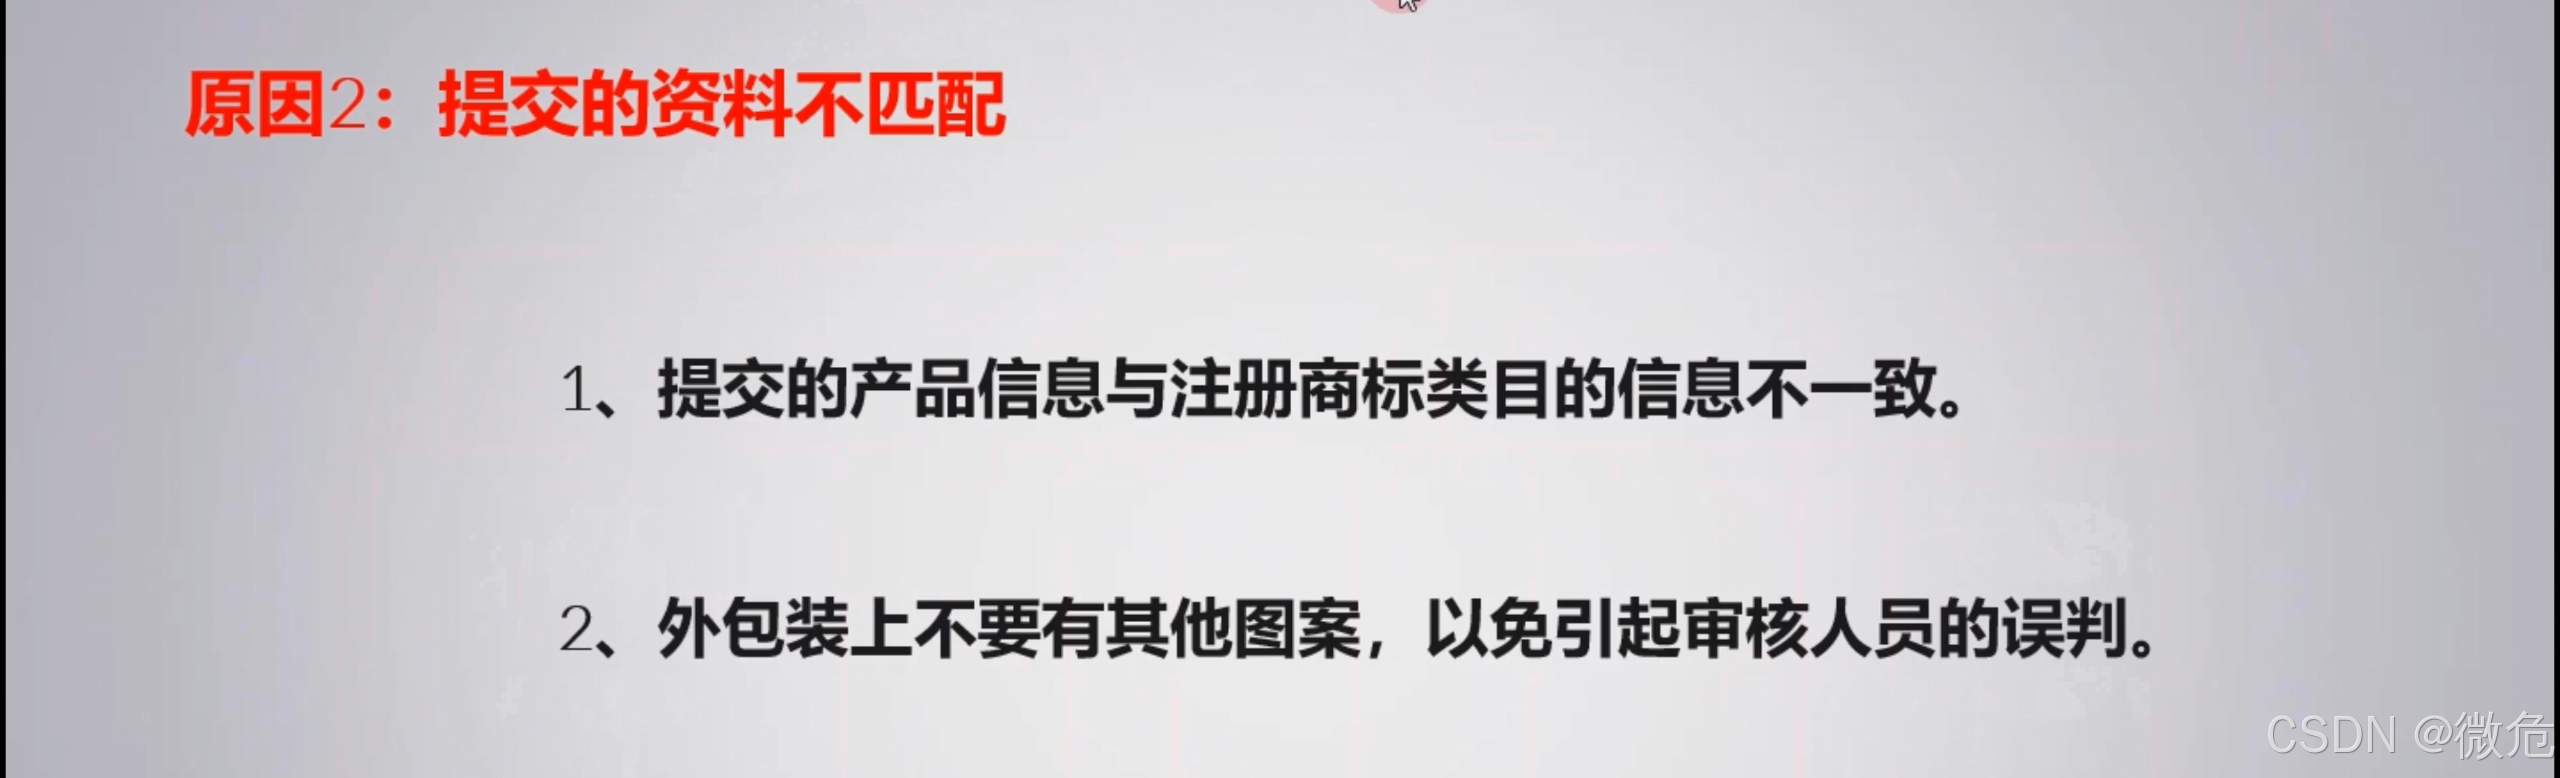 原因2：提交的资料不匹配
1、提交的产品信息与注册商标类目的信息不一致。
2、外包装上不要有其他图案，以免引起审核人员的误判。
CSDN @微危